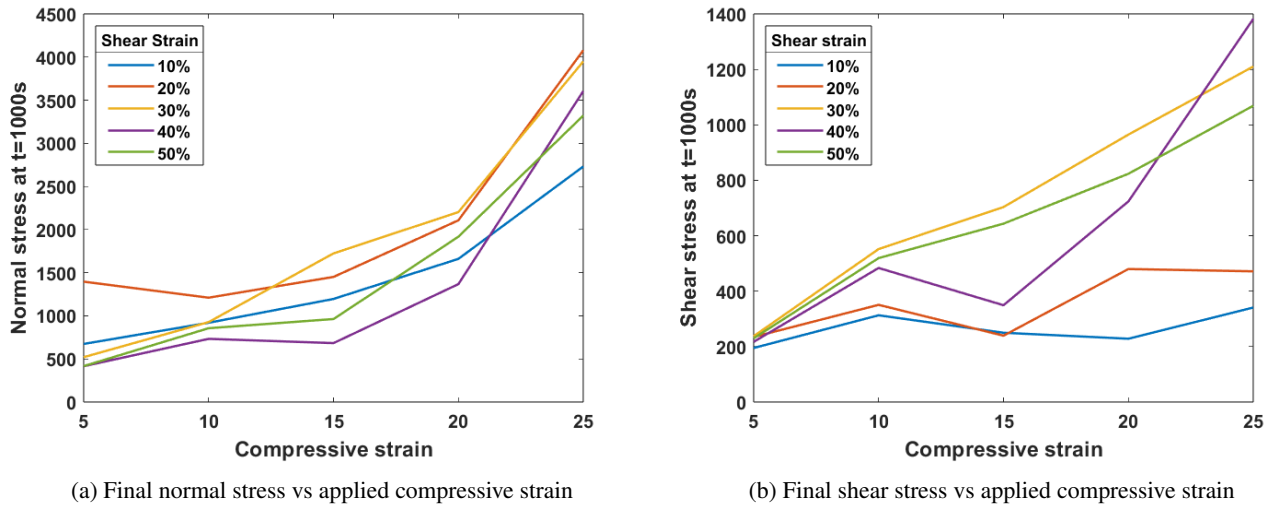 4500
4000
3500
3000
2500
2000
1500
1000
500
0
Normal stress at t=1000s
Shear Strain
10%
20%
30%
40%
50%
5 10 15 20 25
Compressive strain
(a) Final normal stress vs applied compressive strain
1400
1200
1000
800
600
400
200
0
Shear stress at t=1000s
Shear strain
10%
20%
30%
40%
50%
5 10 15 20 25
Compressive strain
(b) Final shear stress vs applied compressive strain